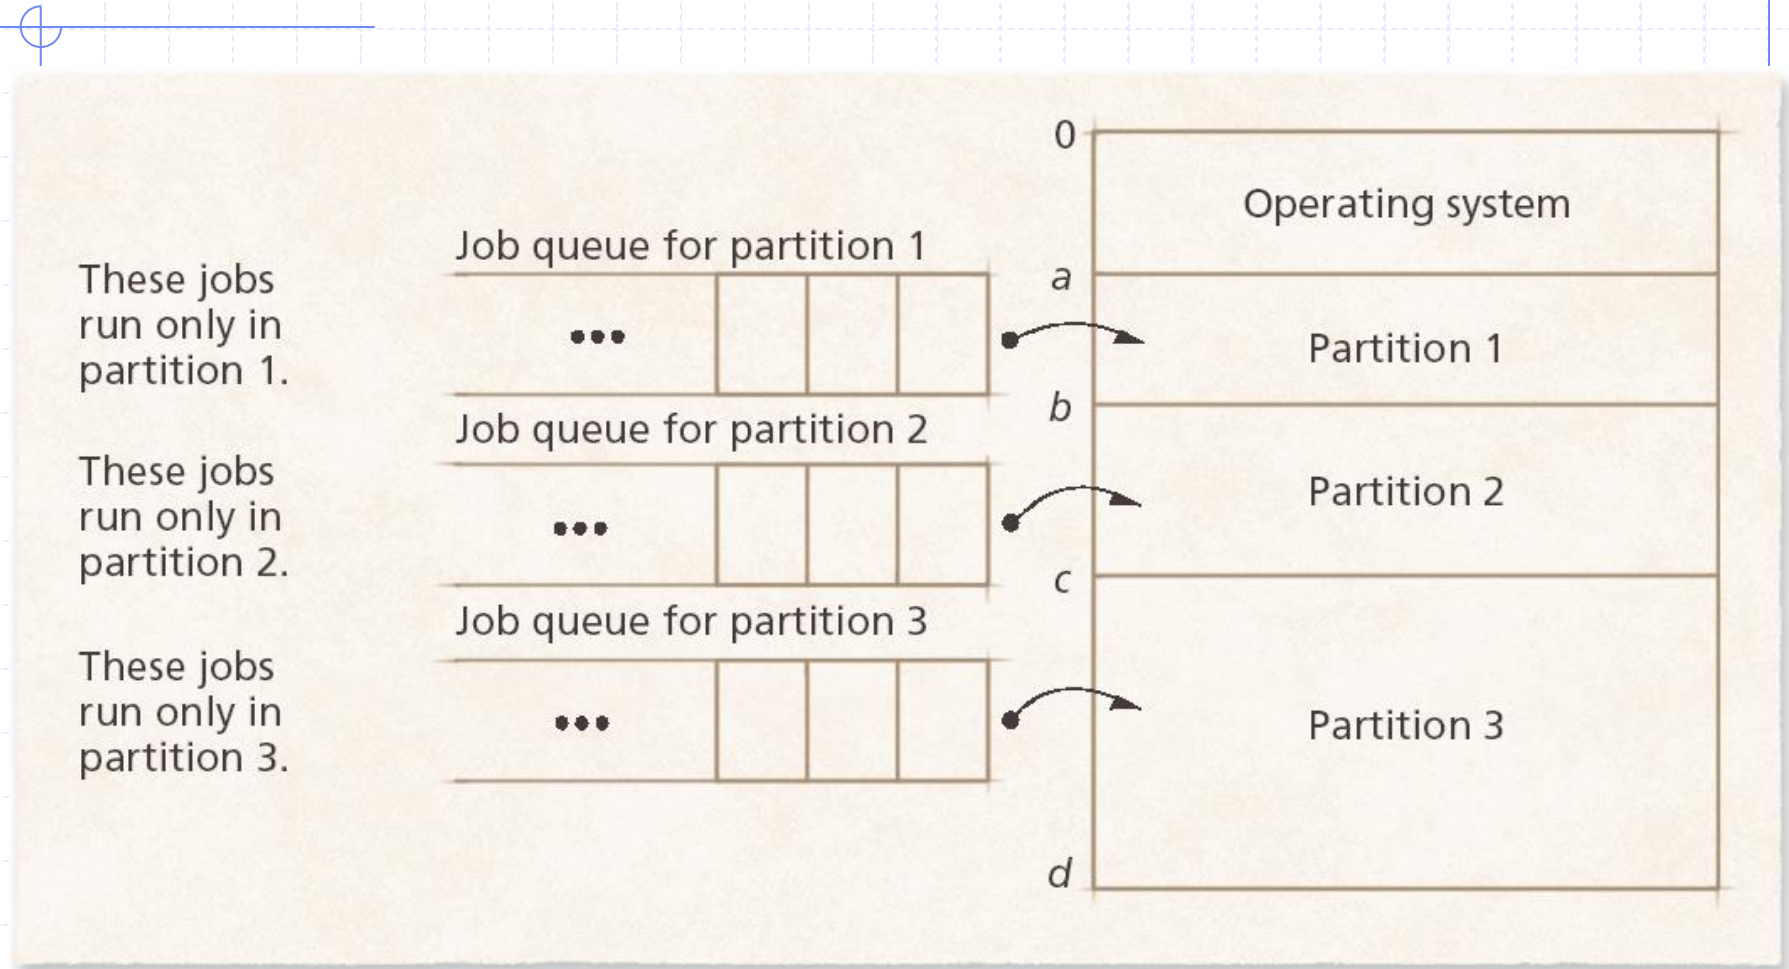 These jobs
run only in
partition 1.
These jobs
run only in
partition 2.
These jobs
run only in
partition 3.
Job queue for partition 1
•••
Job queue for partition 2
•••
Job queue for partition 3
•••
0
a
b
c
d
Operating system
Partition 1
Partition 2
Partition 3